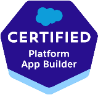 CERTIFIED
Platform
App Builder